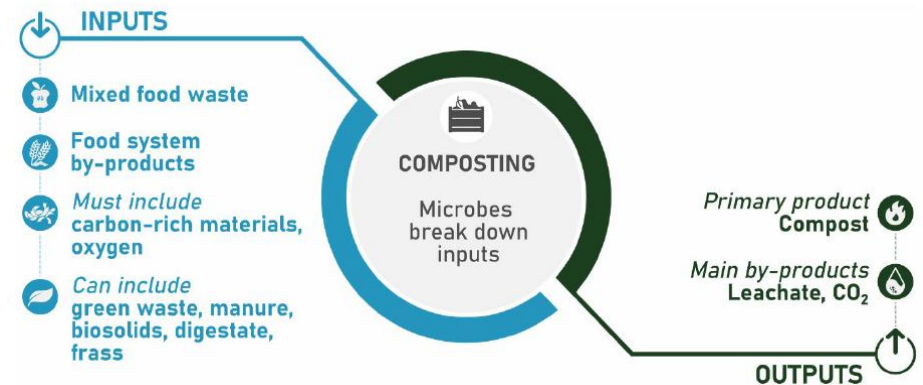 INPUTS
Mixed food waste
Food system
by-products
Must include
carbon-rich materials,
oxygen
Can include
green waste, manure,
biosolids, digestate,
frass
COMPOSTING
Microbes
break down
inputs
Primary product
Compost
Main by-products
Leachate, CO₂
OUTPUTS